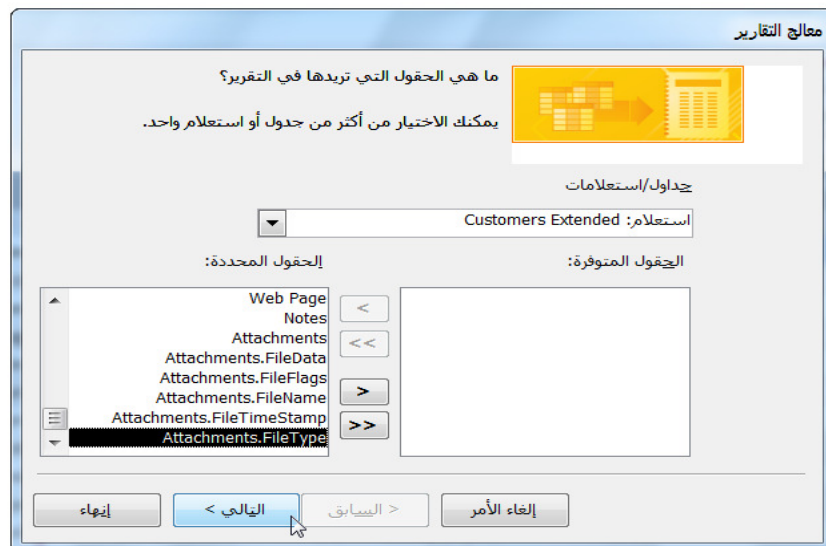 معالج التقارير
ما هي الحقول التي تريدها في التقرير؟
يمكنك الاختيار من أكثر من جدول أو استعلام واحد.
جداول/استعلامات
استعلام: Customers Extended
الحقول المتوفرة:
الحقول المحددة:
Web Page
Notes
Attachments
Attachments.FileData
Attachments.FileFlags
Attachments.FileName
Attachments.FileTimeStamp
Attachments.FileType
<
<<
>
>>
إلغاء الأمر
< السابق
التالي >
إنهاء